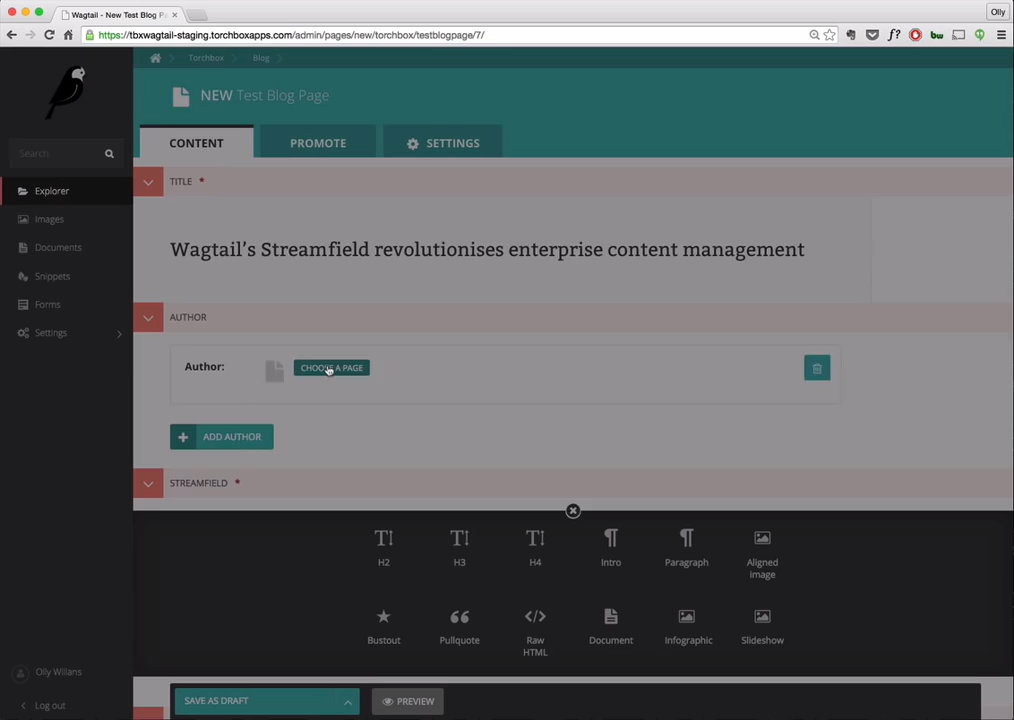 Wagtail - New Test Blog P
Olly
https://tbxwagtail-staging.torchboxapps.com/admin/pages/new/torchbox/testblogpage/7/
f?
bw
Torchbox
Blog
NEW Test Blog Page
Search
CONTENT
PROMOTE
SETTINGS
Explorer
Images
Documents
Snippets
Forms
Settings
TITLE *
Wagtail's Streamfield revolutionises enterprise content management
AUTHOR
Author:
CHOOSE A PAGE
ADD AUTHOR
STREAMFIELD *
H2
H3
H4
Intro
Paragraph
Aligned
image
Bustout
Pullquote
Raw
HTML
Document
Infographic
Slideshow
Olly Willans
Log out
SAVE AS DRAFT
PREVIEW